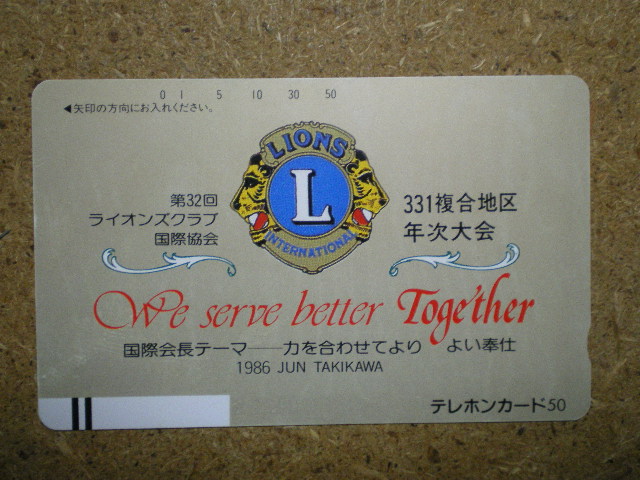 0 1 5 10 30 50
◀矢印の方向にお入れください。
LIONS
L
INTERNATIONAL
第32回
ライオンズクラブ
国際協会
331複合地区
年次大会
We serve better Together
国際会長テーマ──力を合わせてより よい奉仕
1986 JUN TAKIKAWA
テレホンカード50